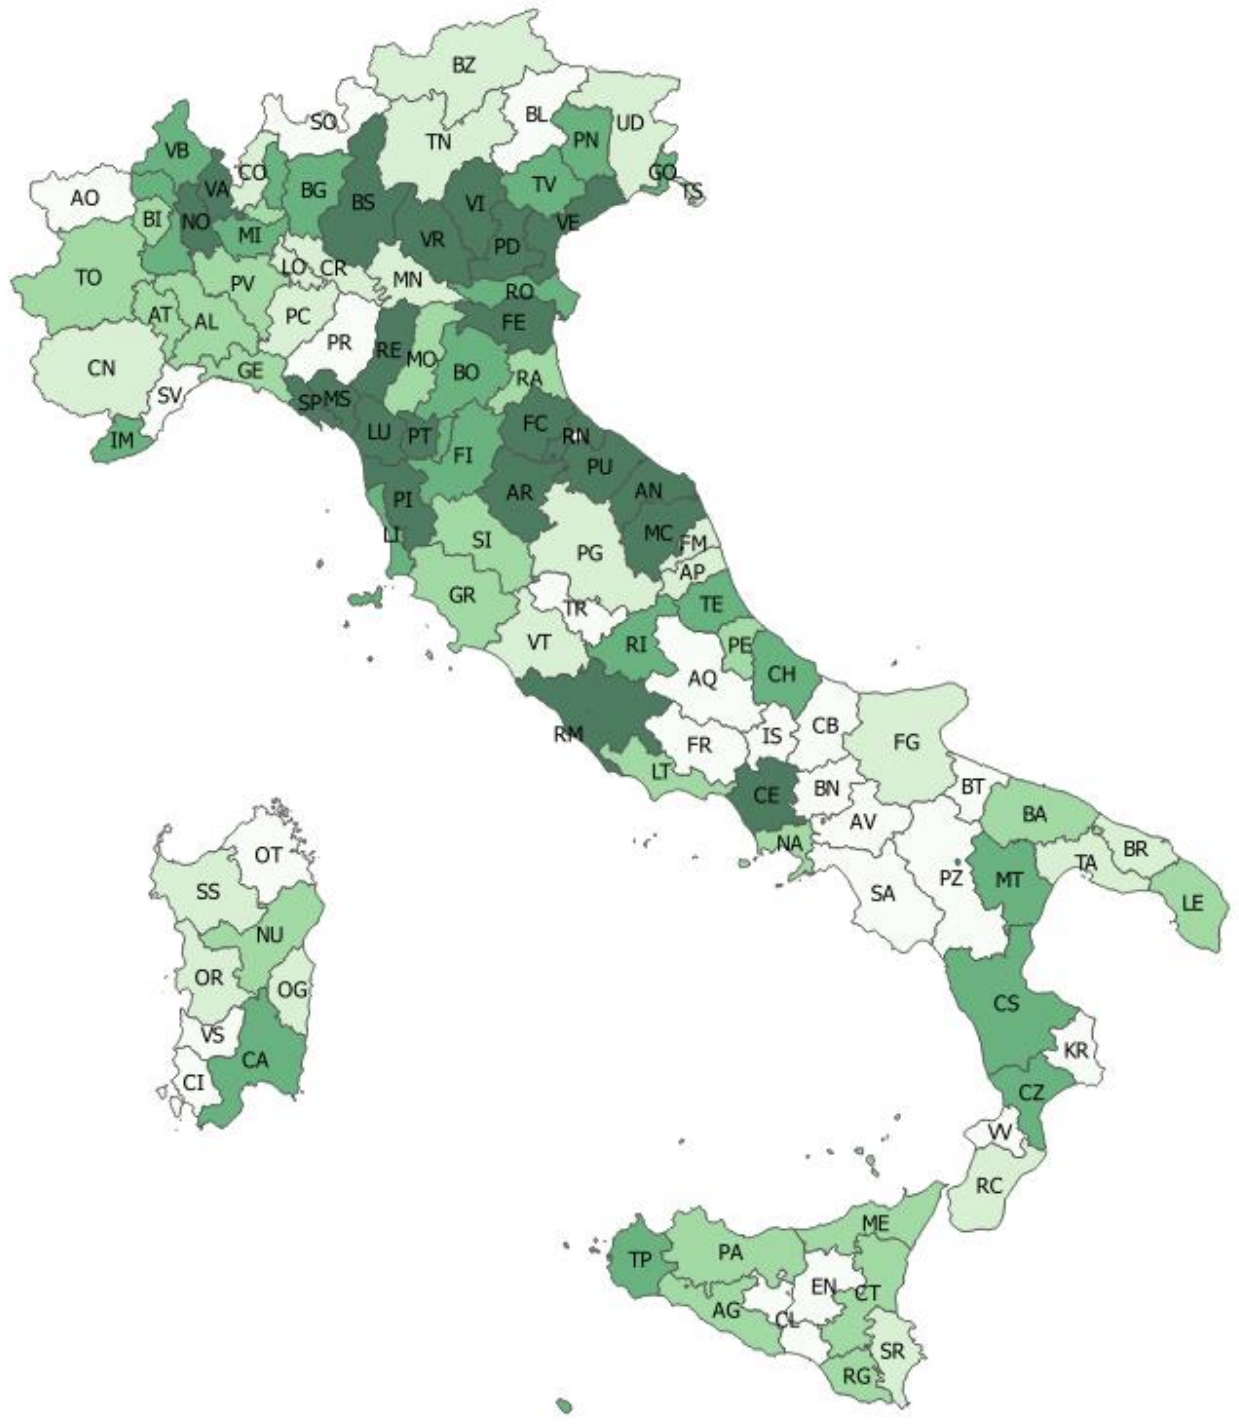 BZ
BL
UD
PN
SO
TN
VB
CO
GO
TS
AO
VA
BG
BS
VI
TV
BI
NO
MI
VR
PD
VE
TO
PV
LO
CR
MN
RO
AT
AL
PC
PR
RE
MO
FE
CN
GE
BO
RA
SV
SP
MS
IM
LU
PT
FI
FC
RN
PU
PI
AR
AN
LI
SI
PG
MC
FM
AP
GR
TR
TE
VT
RI
PE
AQ
CH
RM
FR
IS
CB
FG
LT
CE
BN
BT
NA
AV
BA
OT
SS
SA
PZ
MT
TA
BR
LE
NU
OR
OG
VS
CA
CI
CS
KR
CZ
VV
RC
TP
PA
ME
AG
CL
EN
CT
SR
RG